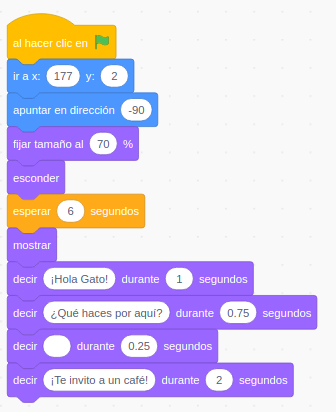 al hacer clic en
ir a x: 177 y: 2
apuntar en dirección -90
fijar tamaño al 70 %
esconder
esperar 6 segundos
mostrar
decir ¡Hola Gato! durante 1 segundos
decir ¿Qué haces por aquí? durante 0.75 segundos
decir durante 0.25 segundos
decir ¡Te invito a un café! durante 2 segundos